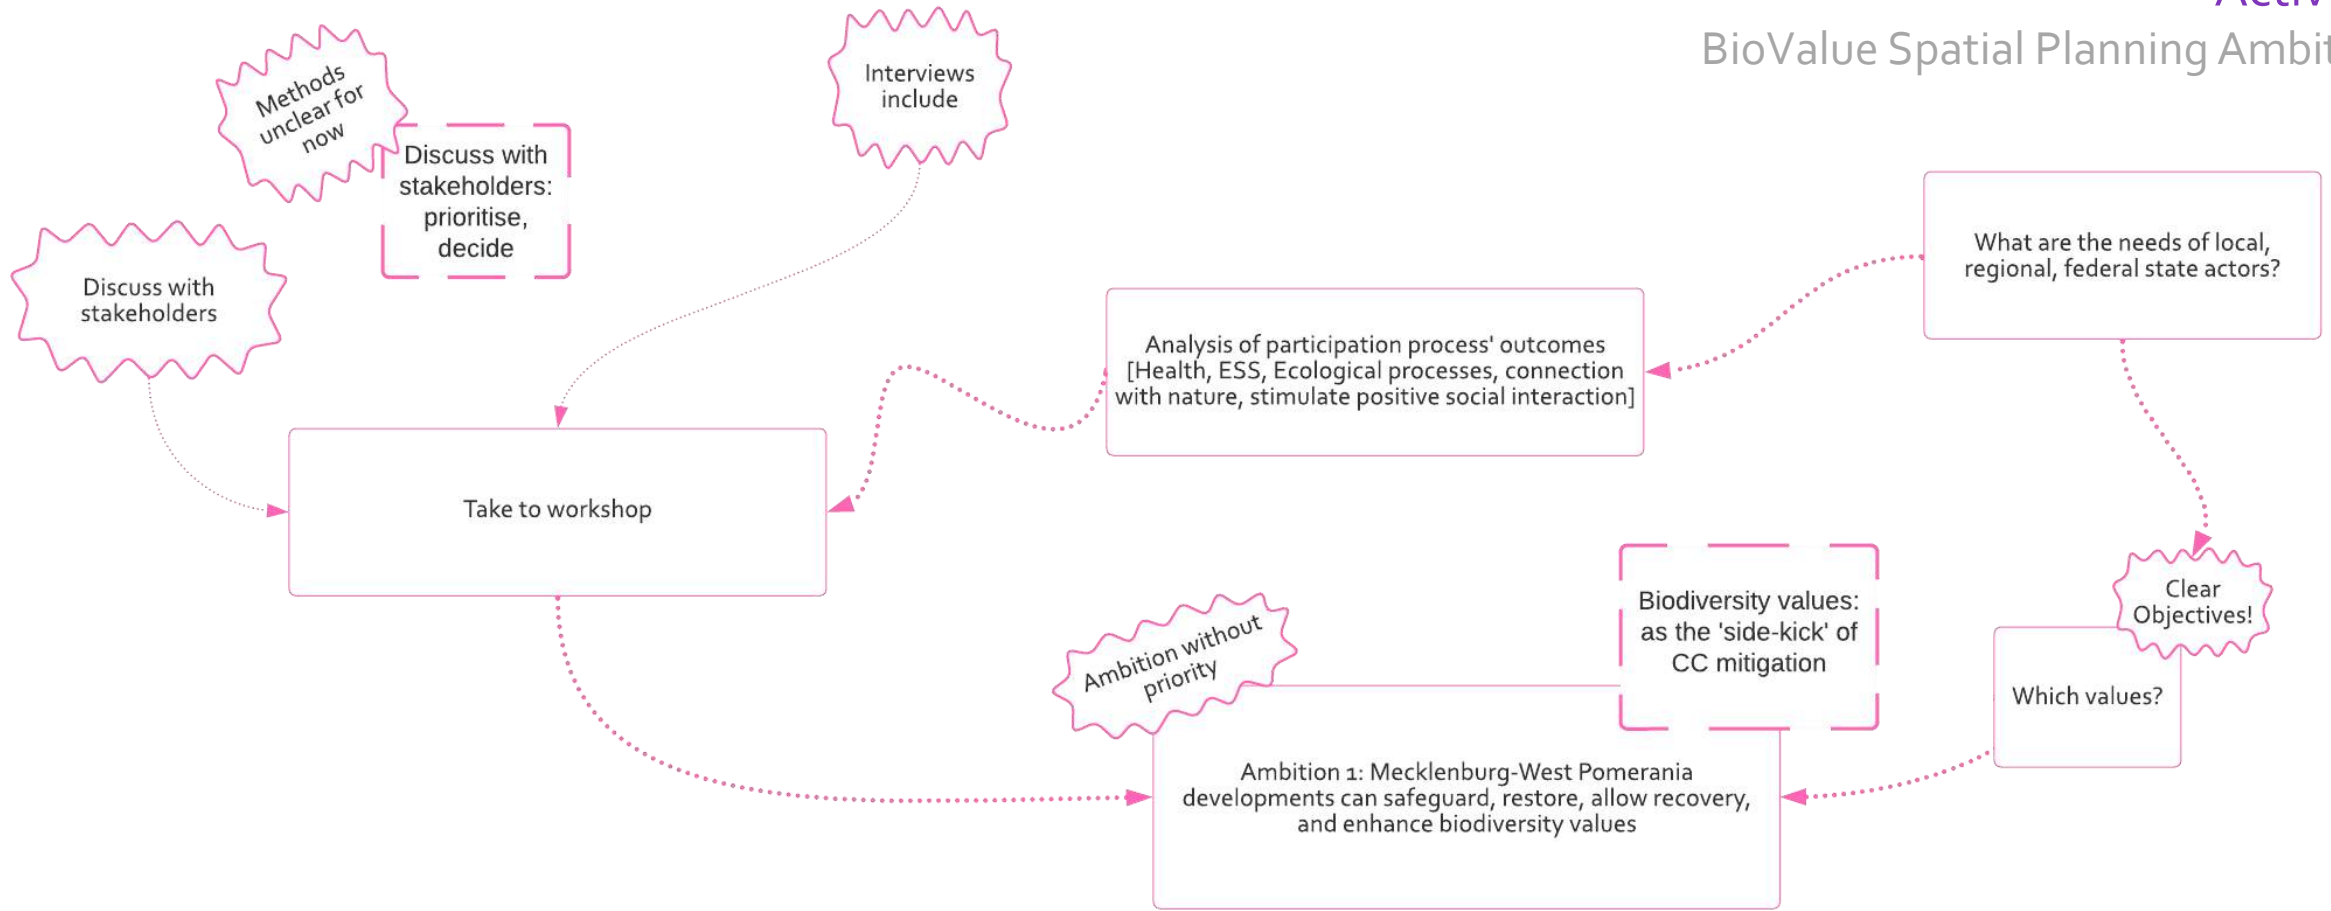 BioValue Spatial Planning
Methods
unclear for
now
Discuss with
stakeholders:
prioritise,
decide
Interviews
include
Discuss with
stakeholders
What are the needs of local,
regional, federal state actors?
Analysis of participation process' outcomes
[Health, ESS, Ecological processes, connection
with nature, stimulate positive social interaction]
Take to workshop
Clear
Objectives!
Which values?
Biodiversity values:
as the 'side-kick' of
CC mitigation
Ambition without
priority
Ambition 1: Mecklenburg-West Pomerania
developments can safeguard, restore, allow recovery,
and enhance biodiversity values